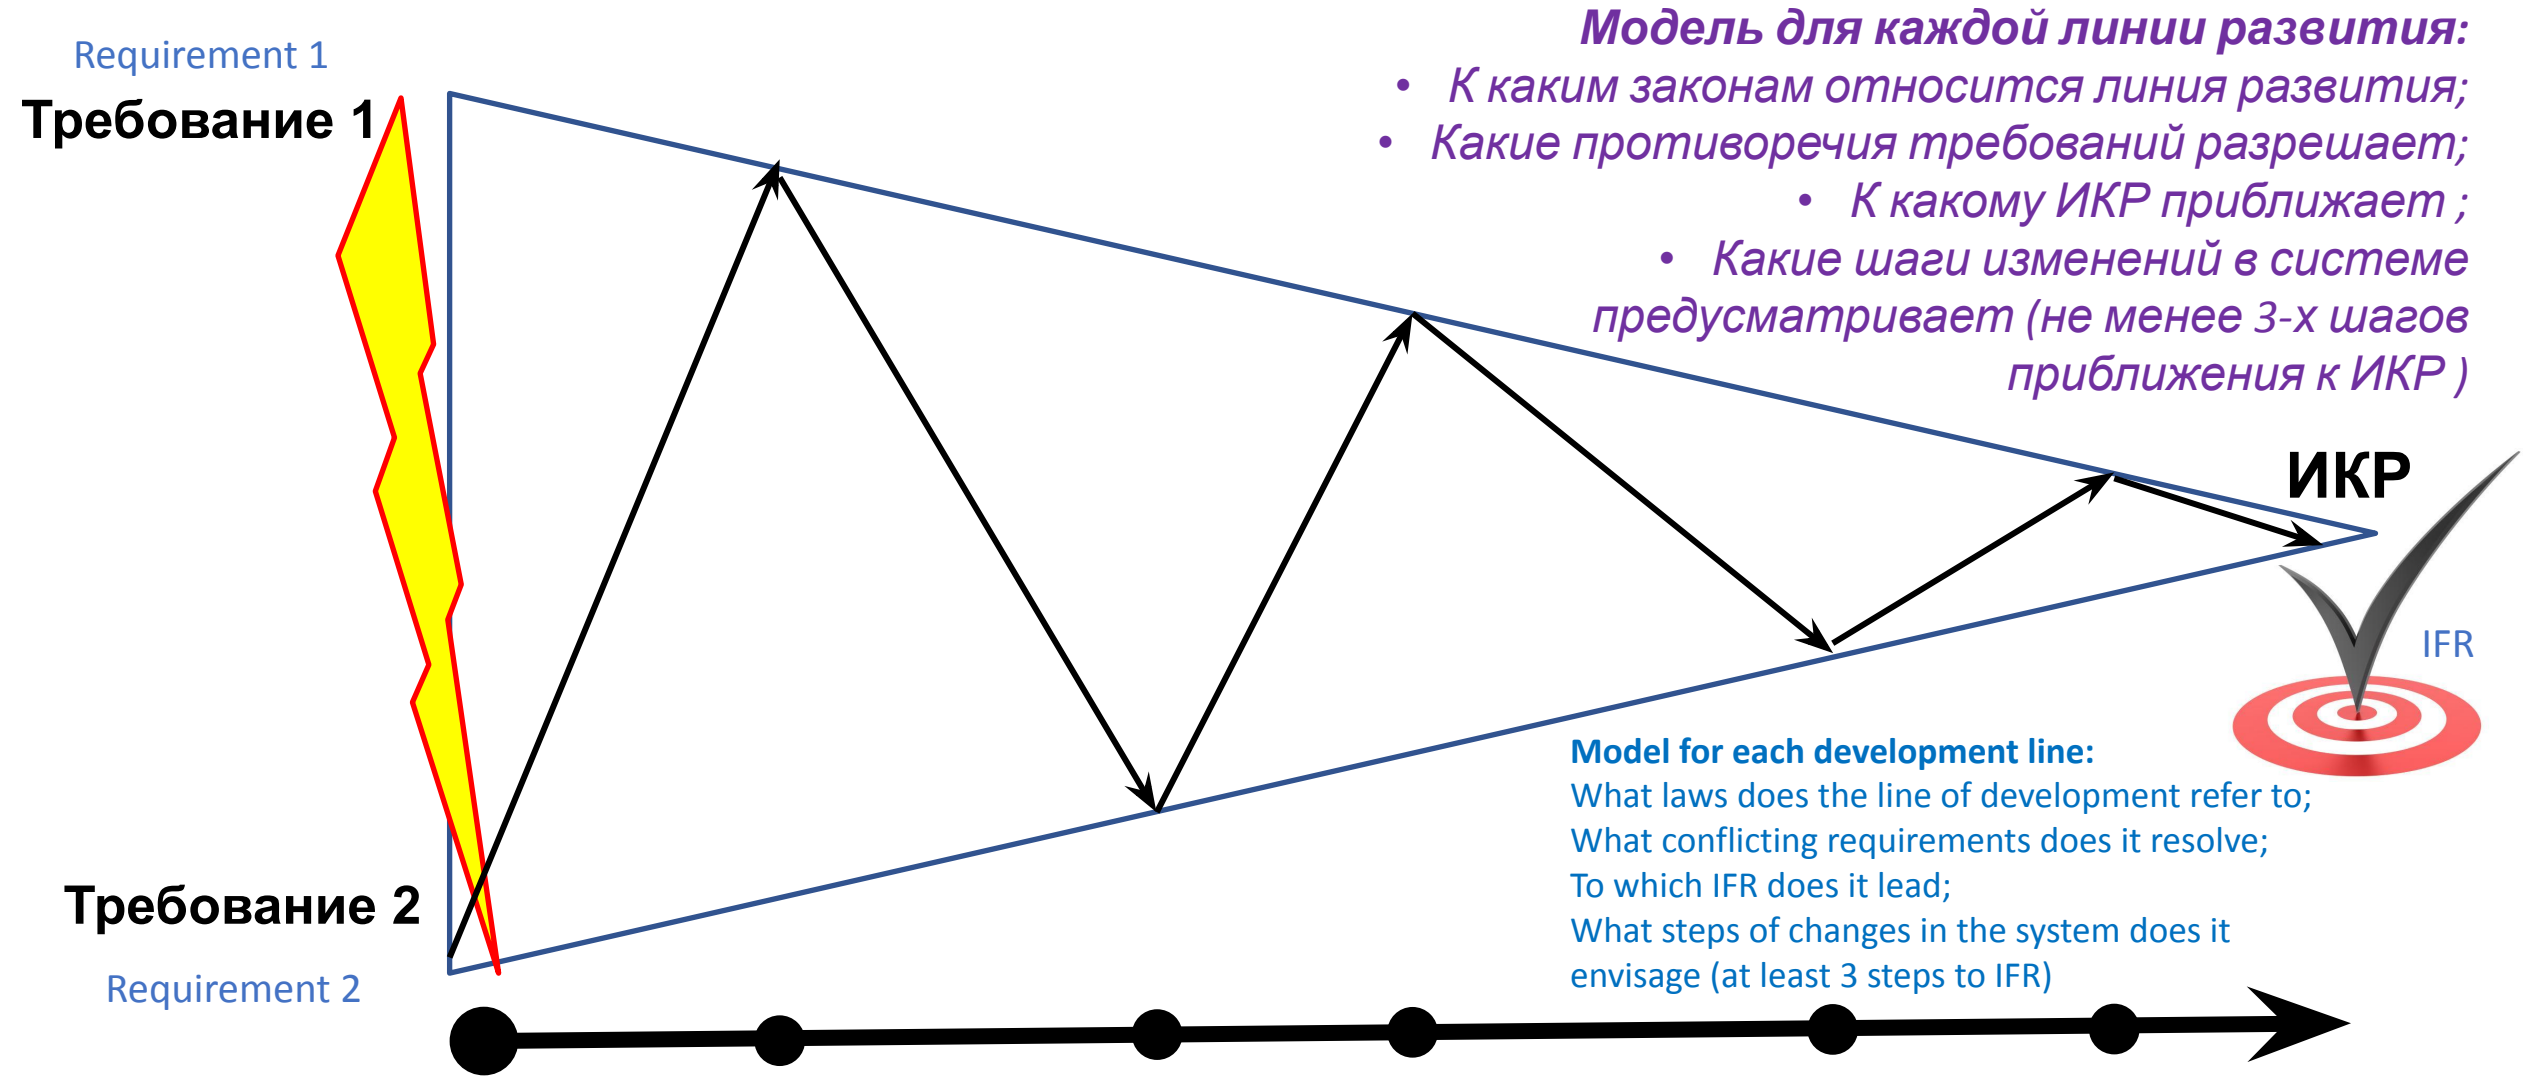 Requirement 1
Требование 1
Модель для каждой линии развития:
• К каким законам относится линия развития;
• Какие противоречия требований разрешает;
• К какому ИКР приближает ;
• Какие шаги изменений в системе
предусматривает (не менее 3-х шагов
приближения к ИКР )
ИКР
IFR
Model for each development line:
What laws does the line of development refer to;
What conflicting requirements does it resolve;
To which IFR does it lead;
What steps of changes in the system does it
envisage (at least 3 steps to IFR)
Требование 2
Requirement 2